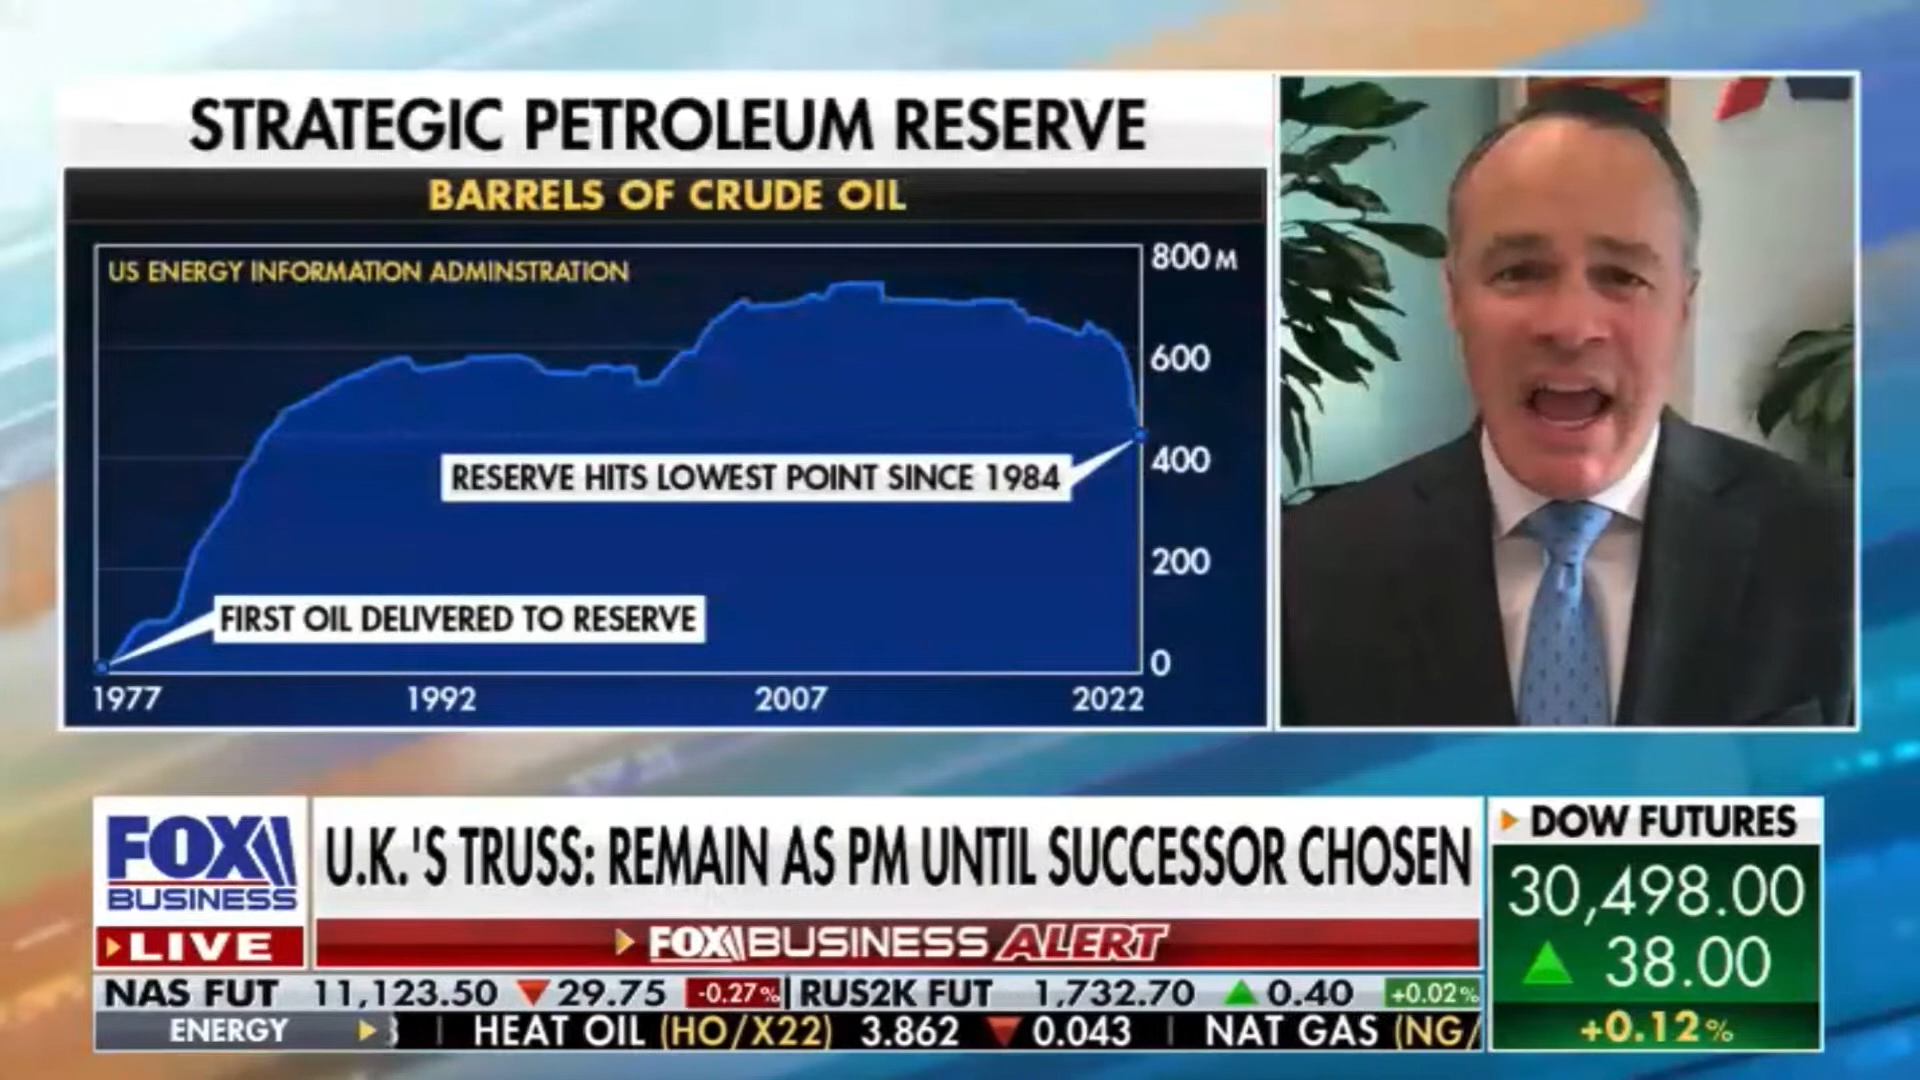 STRATEGIC PETROLEUM RESERVE
BARRELS OF CRUDE OIL
US ENERGY INFORMATION ADMINSTRATION
800M
600
RESERVE HITS LOWEST POINT SINCE 1984
400
200
FIRST OIL DELIVERED TO RESERVE
0
1977 1992 2007 2022
FOX BUSINESS
LIVE
U.K.'S TRUSS: REMAIN AS PM UNTIL SUCCESSOR CHOSEN
FOX BUSINESS ALERT
DOW FUTURES
30,498.00
38.00
+0.12%
NAS FUT 11,123.50 29.75 -0.27% RUS2K FUT 1,732.70 0.40 +0.02%
ENERGY HEAT OIL (HO/X22) 3.862 0.043 NAT GAS (NG/